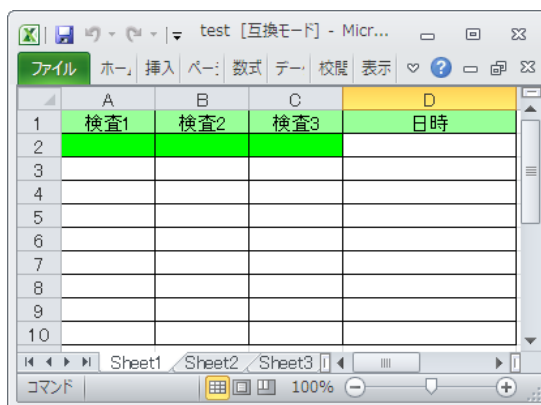 test [互換モード] - Micr...
ファイル ホー 挿入 ペー 数式 デー 校閲 表示
A B C D
1 検査1 検査2 検査3 日時
2
3
4
5
6
7
8
9
10
Sheet1 Sheet2 Sheet3
コマンド 100%